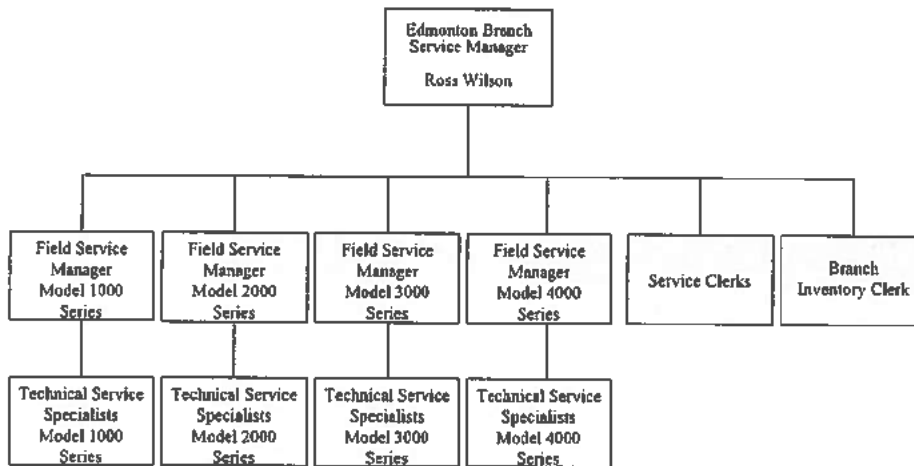 Edmonton Branch
Service Manager
Ross Wilson
Field Service
Manager
Model 1000
Series
Field Service
Manager
Model 2000
Series
Field Service
Manager
Model 3000
Series
Field Service
Manager
Model 4000
Series
Service Clerks
Branch
Inventory Clerk
Technical Service
Specialists
Model 1000
Series
Technical Service
Specialists
Model 2000
Series
Technical Service
Specialists
Model 3000
Series
Technical Service
Specialists
Model 4000
Series